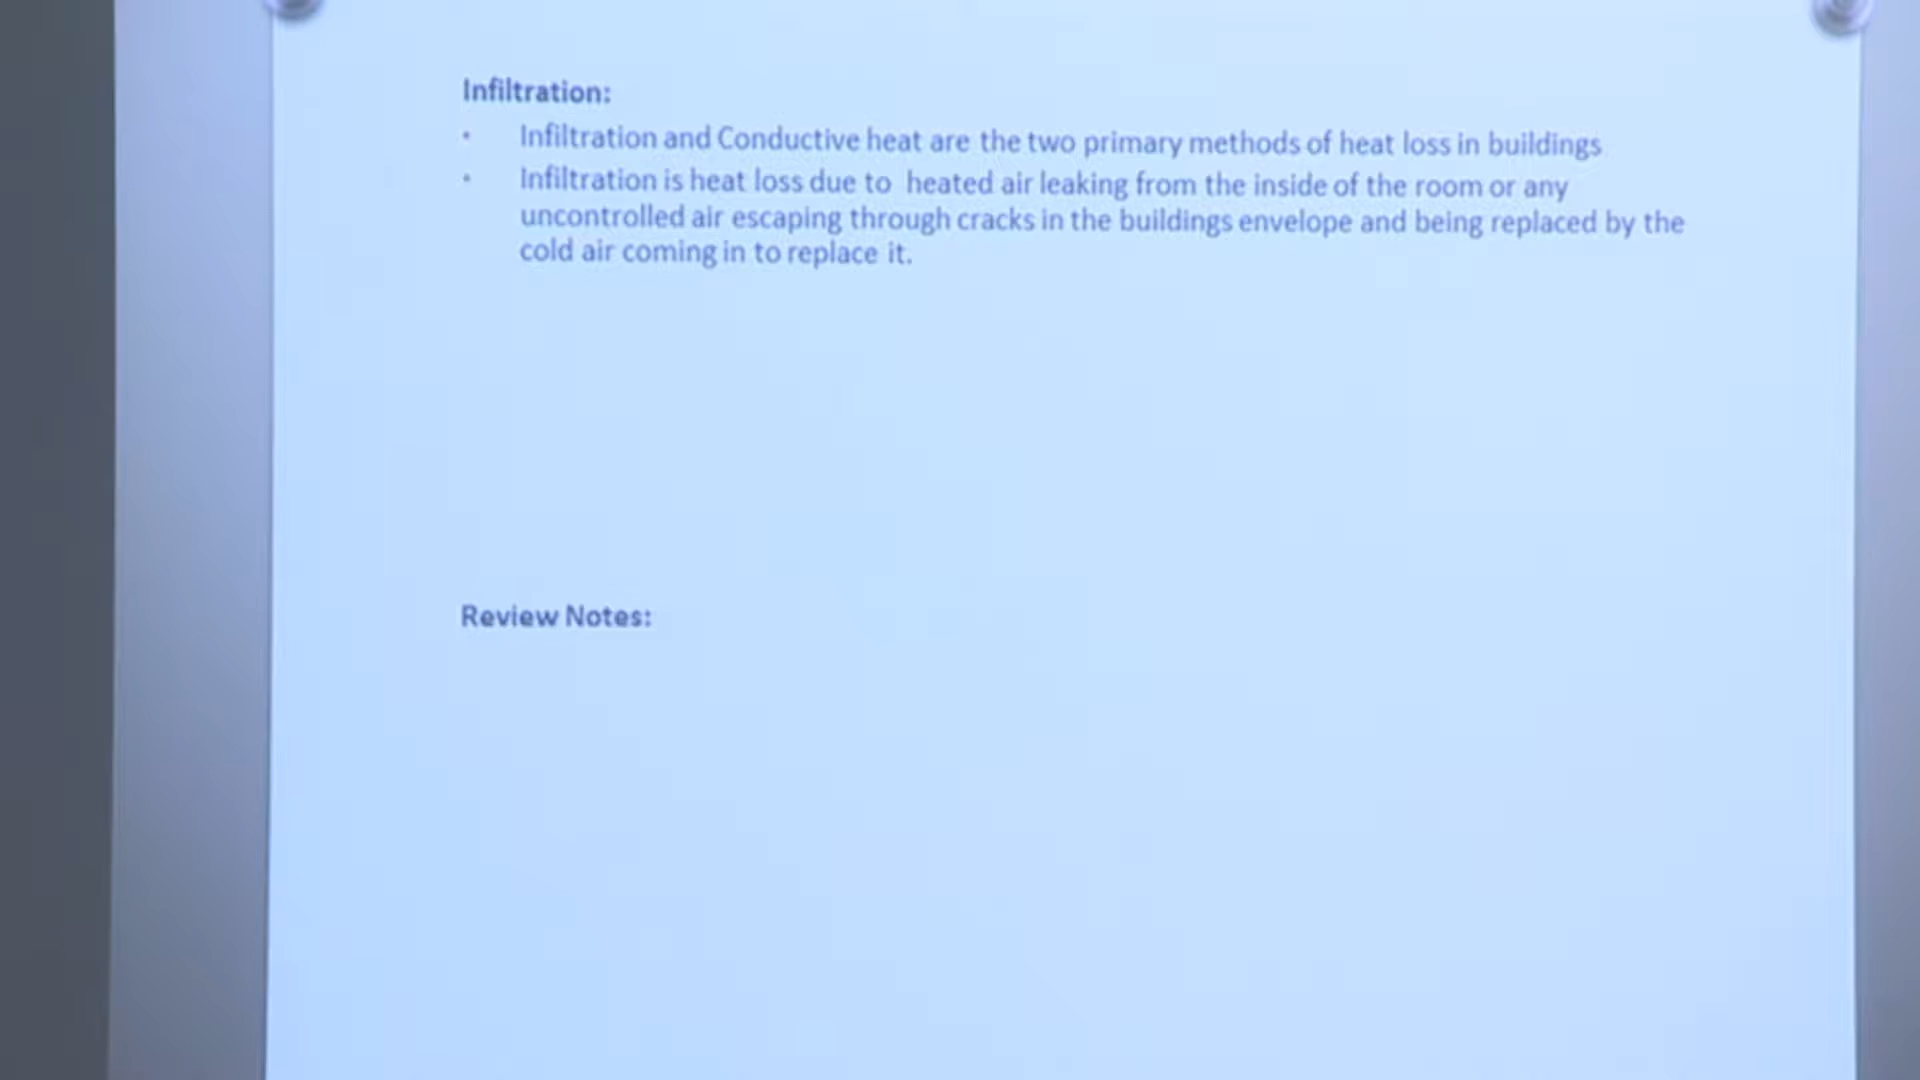 Infiltration:
• Infiltration and Conductive heat are the two primary methods of heat loss in buildings
• Infiltration is heat loss due to heated air leaking from the inside of the room or any
uncontrolled air escaping through cracks in the buildings envelope and being replaced by the
cold air coming in to replace it.
Review Notes: